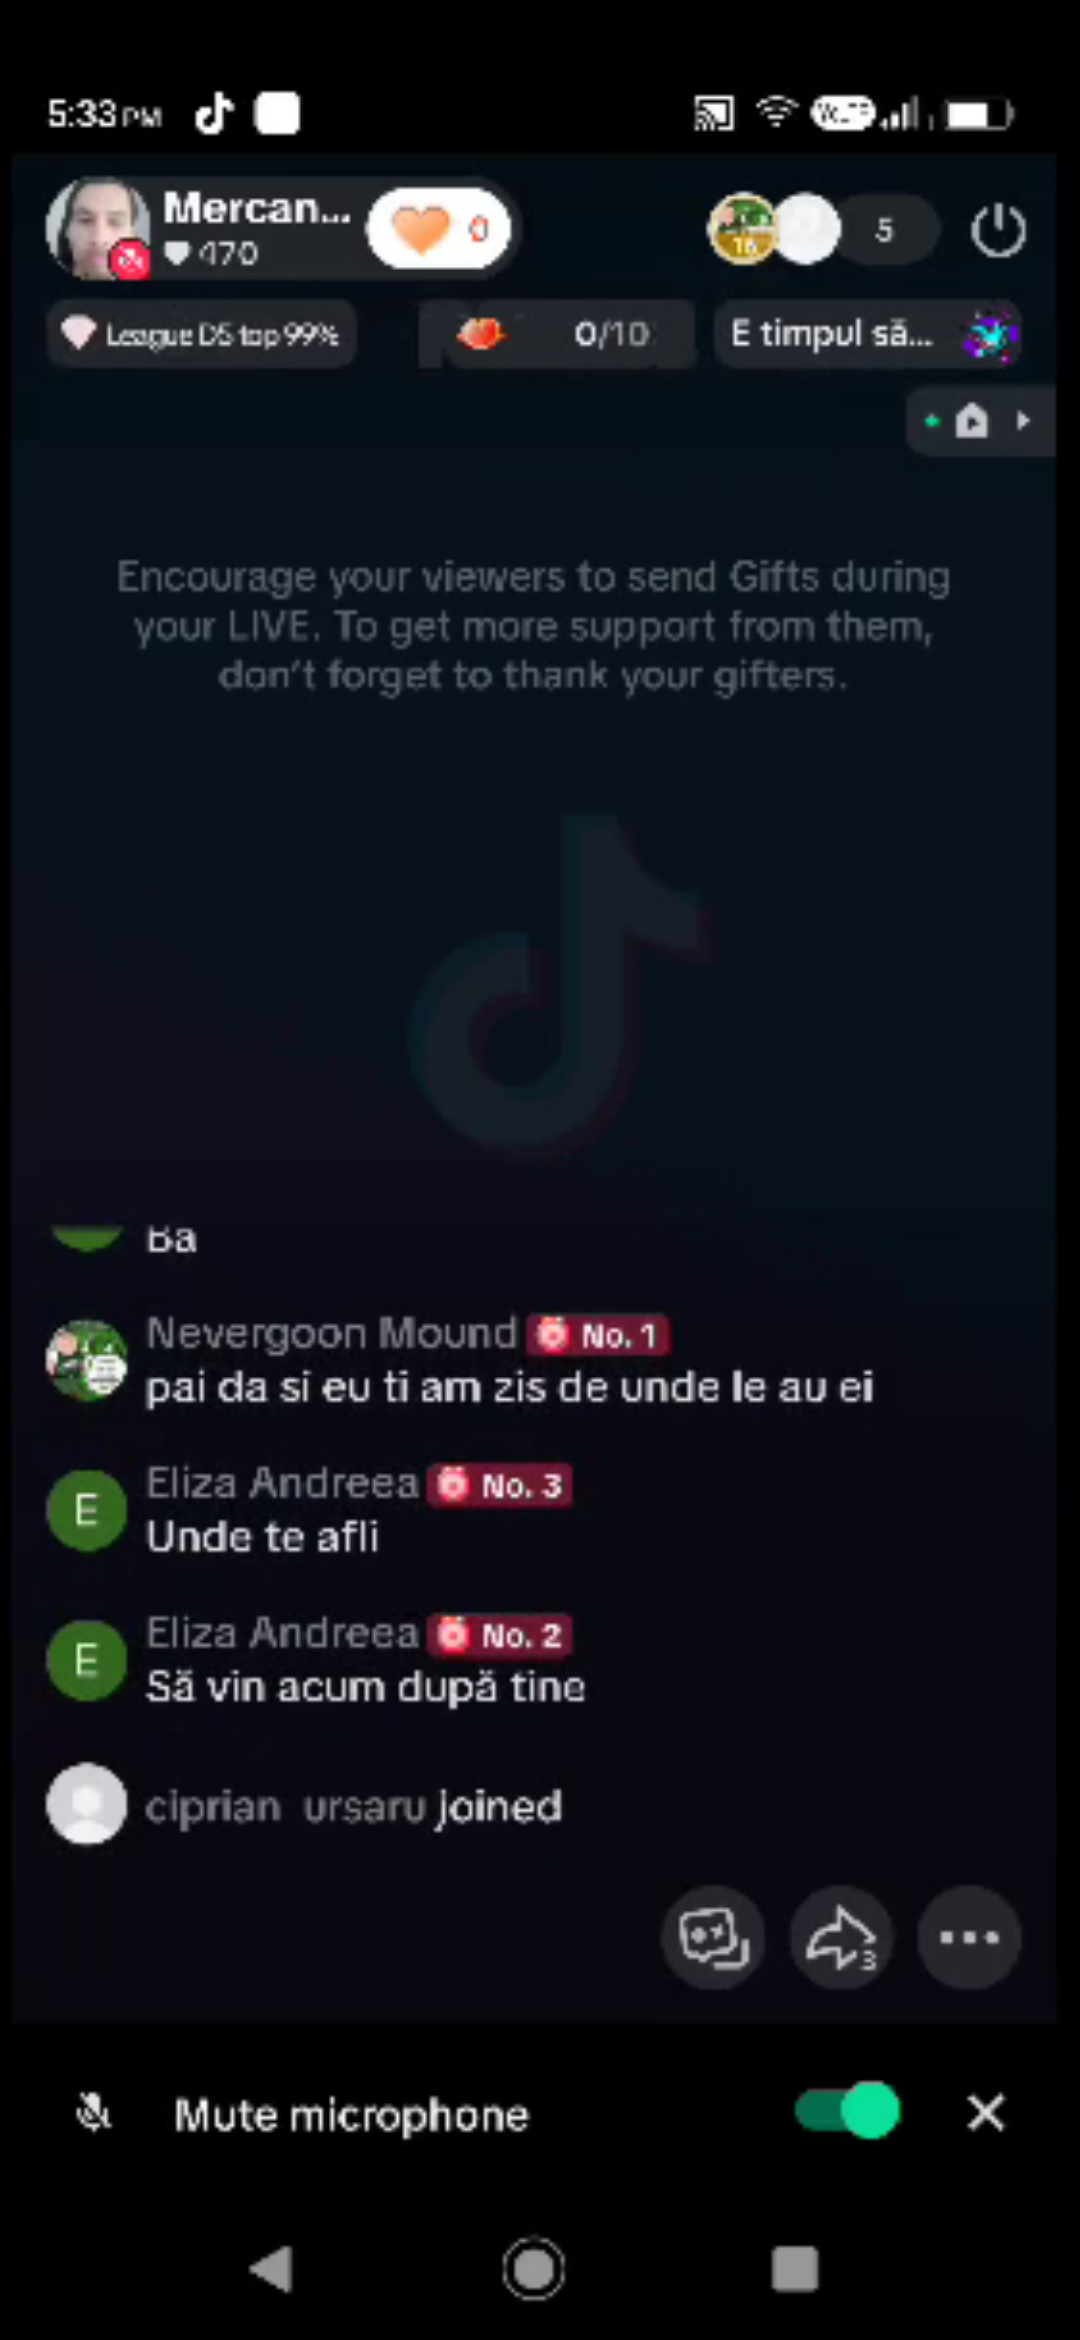 5:33 PM
Mercan...
0
470
16
5
League D5 top 99%
0/10
E timpul să...
Encourage your viewers to send Gifts during
your LIVE. To get more support from them,
don't forget to thank your gifters.
Ba
Nevergoon Mound No. 1
pai da si eu ti am zis de unde le au ei
E
Eliza Andreea No. 3
Unde te afli
E
Eliza Andreea No. 2
Să vin acum după tine
ciprian ursaru joined
3
Mute microphone